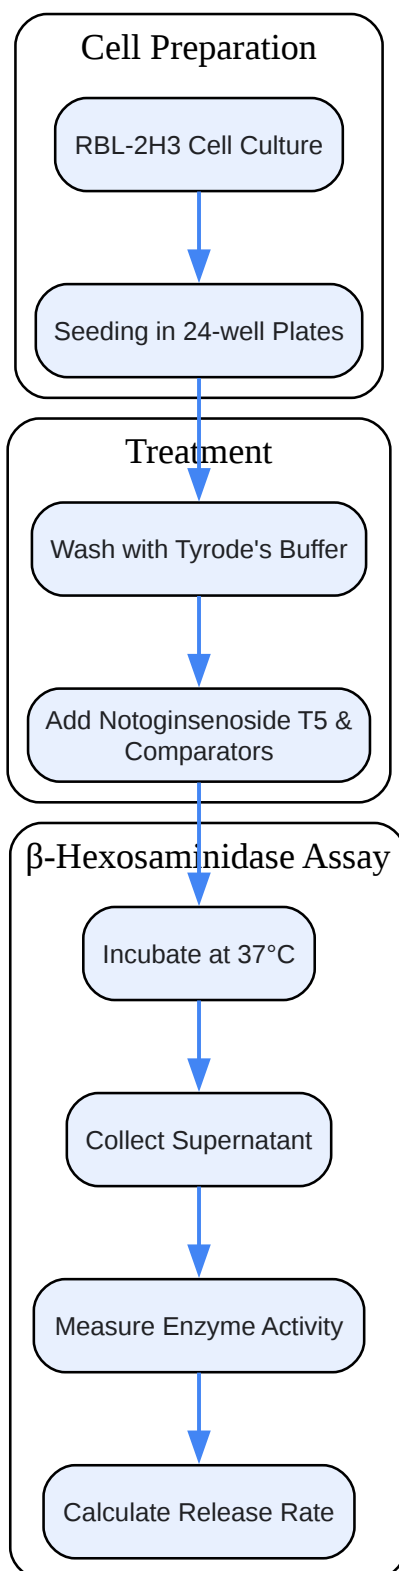 Cell Preparation
RBL-2H3 Cell Culture
Seeding in 24-well Plates
Treatment
Wash with Tyrode's Buffer
Add Notoginsenoside T5 &
Comparators
β-Hexosaminidase Assay
Incubate at 37°C
Collect Supernatant
Measure Enzyme Activity
Calculate Release Rate